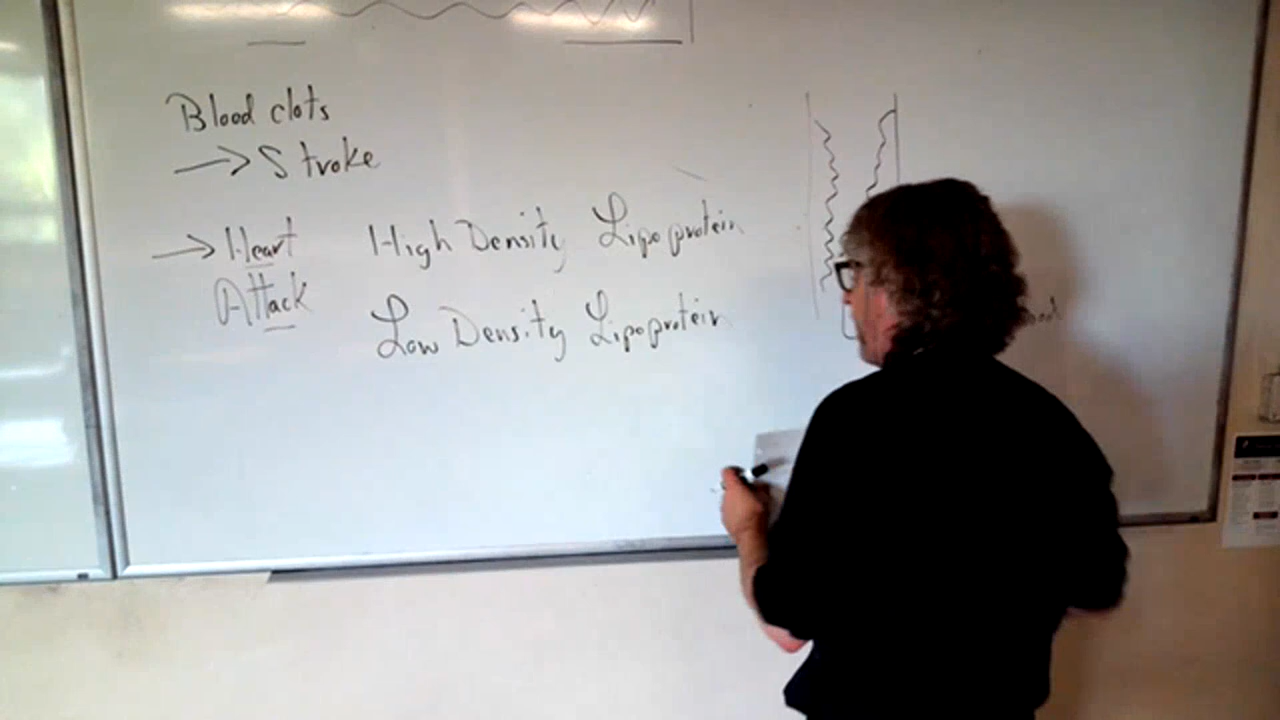 Blood clots
→ Stroke
→ Heart
Attack
High Density Lipoprotein
Low Density Lipoprotein